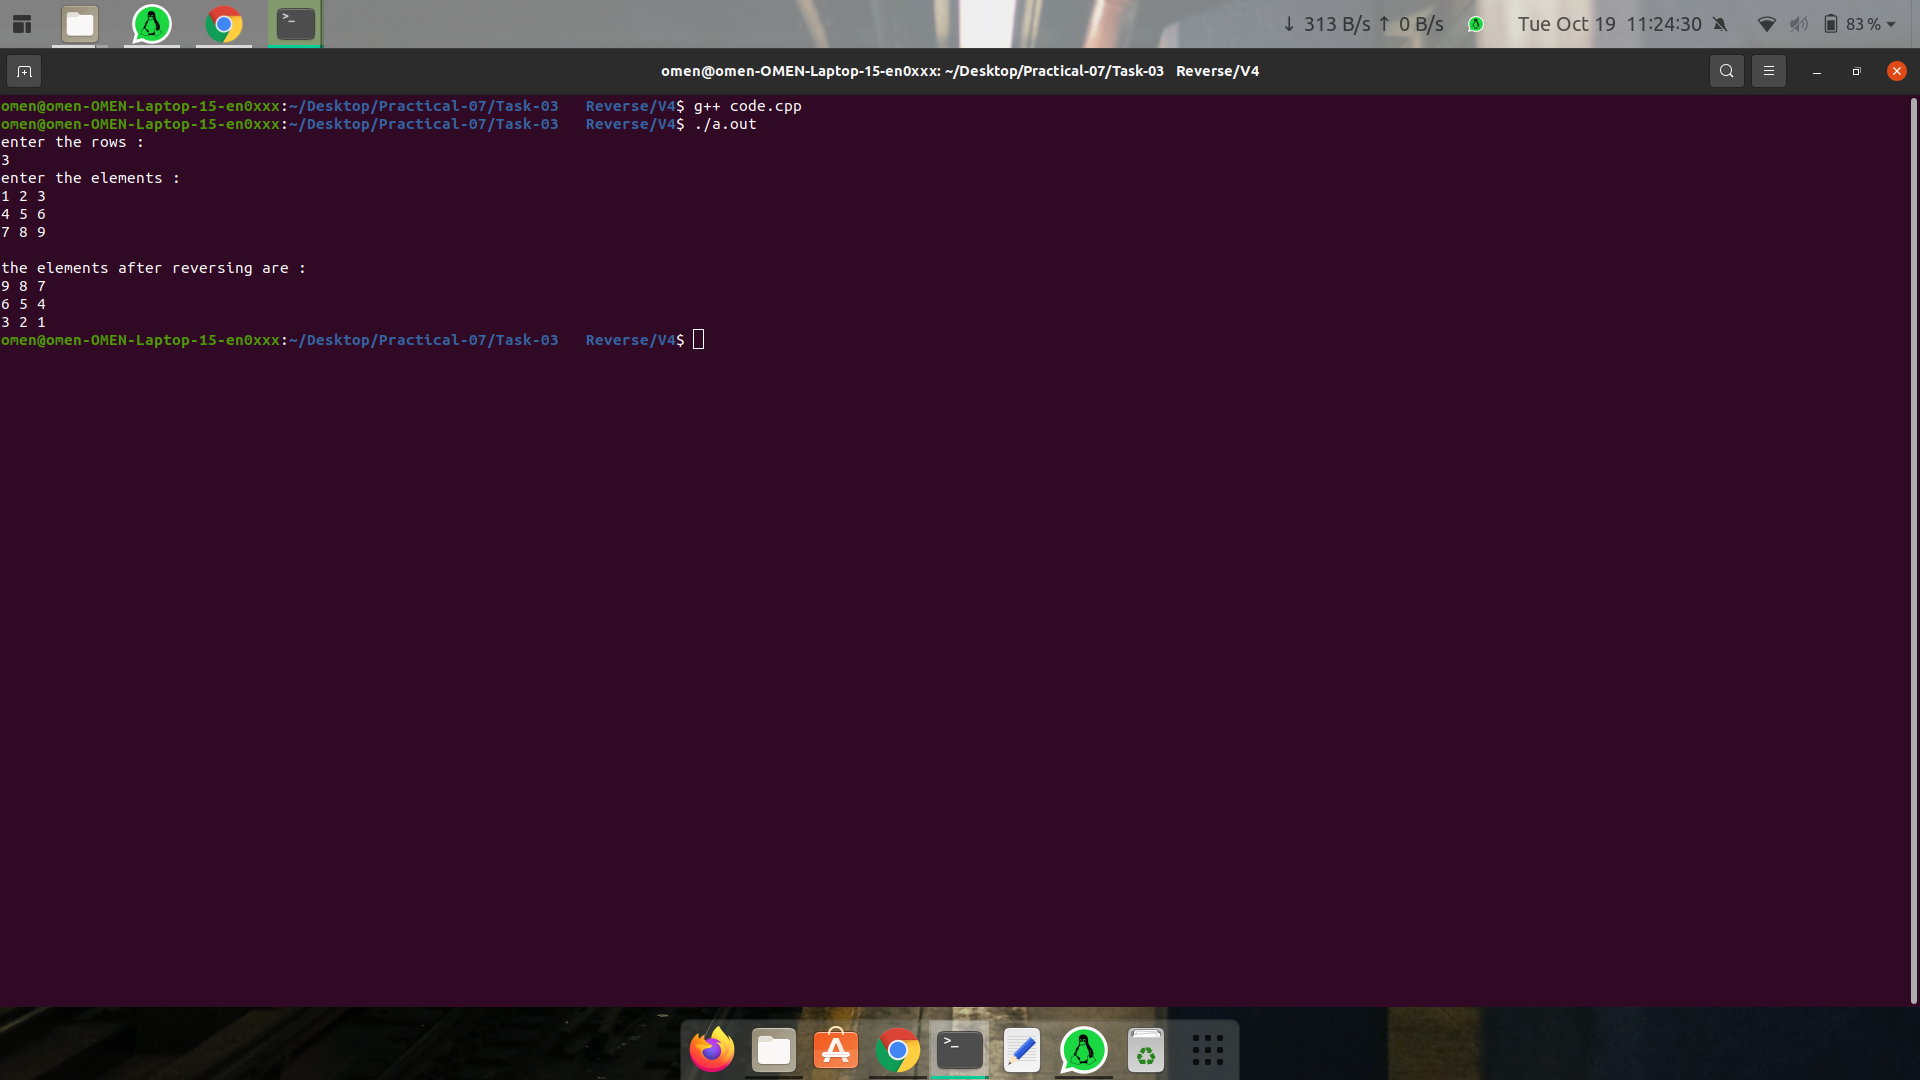 ↓ 313 B/s ↑ 0 B/s Tue Oct 19 11:24:30 83 %
omen@omen-OMEN-Laptop-15-en0xxx: ~/Desktop/Practical-07/Task-03   Reverse/V4
omen@omen-OMEN-Laptop-15-en0xxx:~/Desktop/Practical-07/Task-03   Reverse/V4$ g++ code.cpp
omen@omen-OMEN-Laptop-15-en0xxx:~/Desktop/Practical-07/Task-03   Reverse/V4$ ./a.out
enter the rows :
3
enter the elements :
1 2 3
4 5 6
7 8 9
the elements after reversing are :
9 8 7
6 5 4
3 2 1
omen@omen-OMEN-Laptop-15-en0xxx:~/Desktop/Practical-07/Task-03   Reverse/V4$